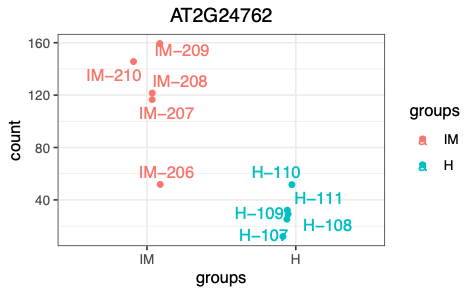 AT2G24762
160
120
80
40
count
IM−209
IM−210
IM−208
IM−207
IM−206
H−110
H−111
H−109
H−108
H−107
IM
H
groups
groups
a IM
a H